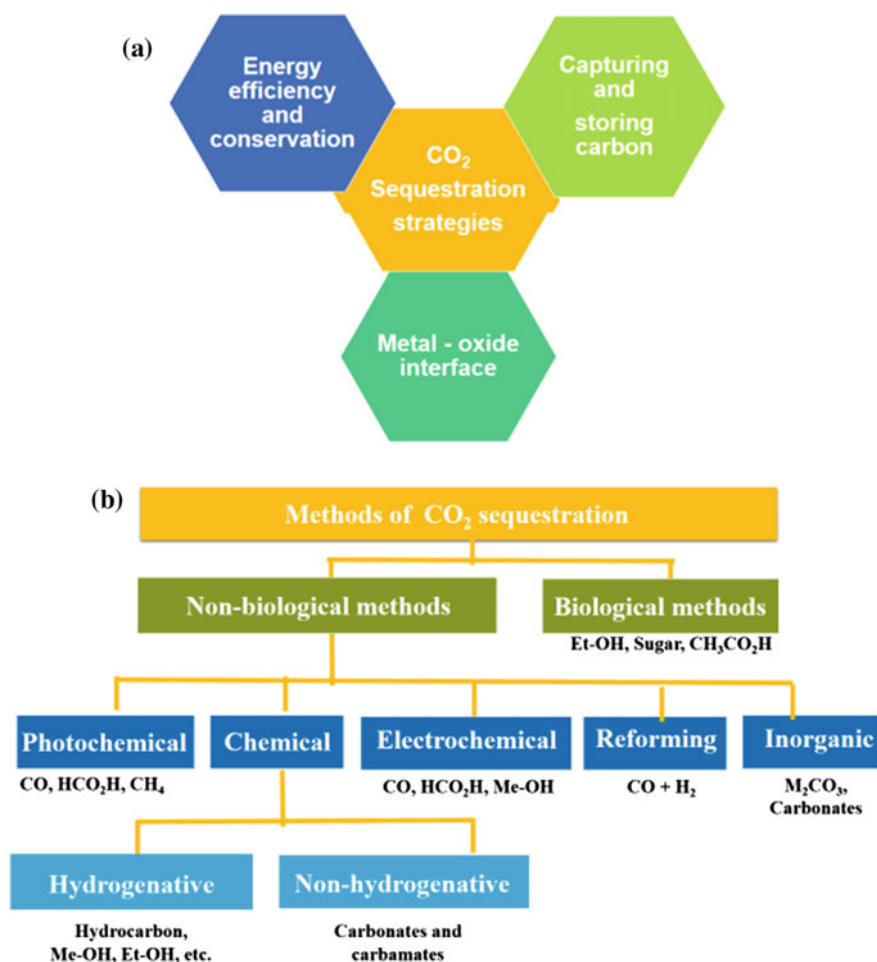 (a)
Energy
efficiency
and
conservation
Capturing
and
storing
carbon
CO₂
Sequestration
strategies
Metal - oxide
interface
(b)
Methods of CO₂ sequestration
Non-biological methods
Biological methods
Et-OH, Sugar, CH₃CO₂H
Photochemical
Chemical
Electrochemical
Reforming
Inorganic
CO, HCO₂H, CH₄
CO, HCO₂H, Me-OH
CO + H₂
M₂CO₃,
Carbonates
Hydrogenative
Non-hydrogenative
Hydrocarbon,
Me-OH, Et-OH, etc.
Carbonates and
carbamates